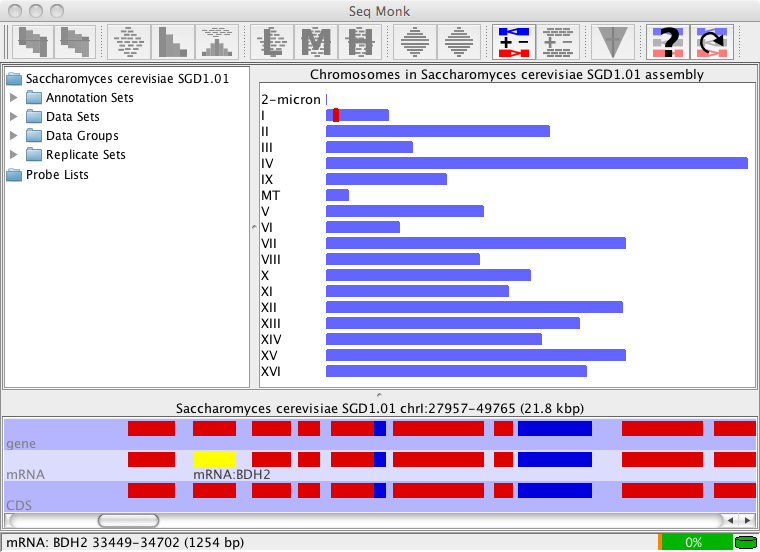 Seq Monk
L M H
+ - + -
? 
Saccharomyces cerevisiae SGD1.01
Annotation Sets
Data Sets
Data Groups
Replicate Sets
Probe Lists
Chromosomes in Saccharomyces cerevisiae SGD1.01 assembly
2-micron
I
II
III
IV
IX
MT
V
VI
VII
VIII
X
XI
XII
XIII
XIV
XV
XVI
Saccharomyces cerevisiae SGD1.01 chrI:27957-49765 (21.8 kbp)
gene
mRNA
mRNA:BDH2
CDS
mRNA: BDH2 33449-34702 (1254 bp)
0%